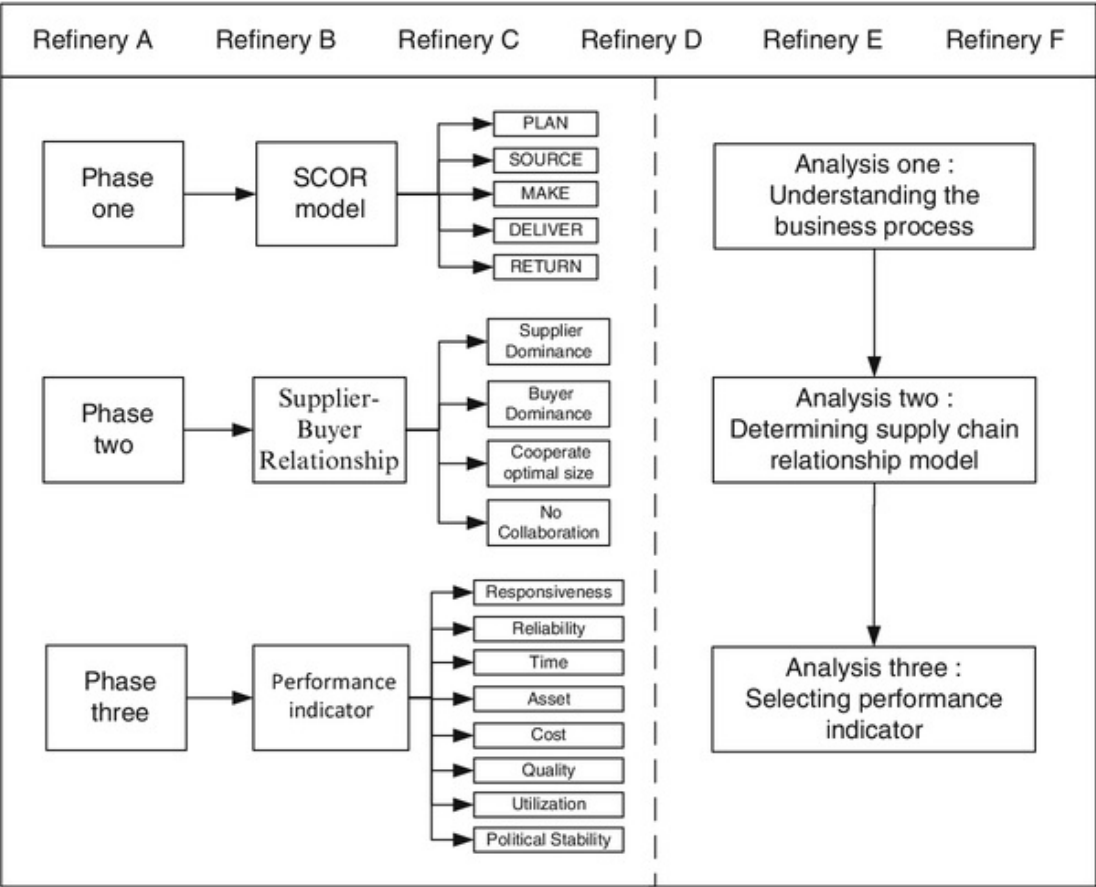 Refinery A Refinery B Refinery C Refinery D Refinery E Refinery F
Phase
one
SCOR
model
PLAN
SOURCE
MAKE
DELIVER
RETURN
Analysis one :
Understanding the
business process
Phase
two
Supplier-
Buyer
Relationship
Supplier
Dominance
Buyer
Dominance
Cooperate
optimal size
No
Collaboration
Analysis two :
Determining supply chain
relationship model
Phase
three
Performance
indicator
Responsiveness
Reliability
Time
Asset
Cost
Quality
Utilization
Political Stability
Analysis three :
Selecting performance
indicator